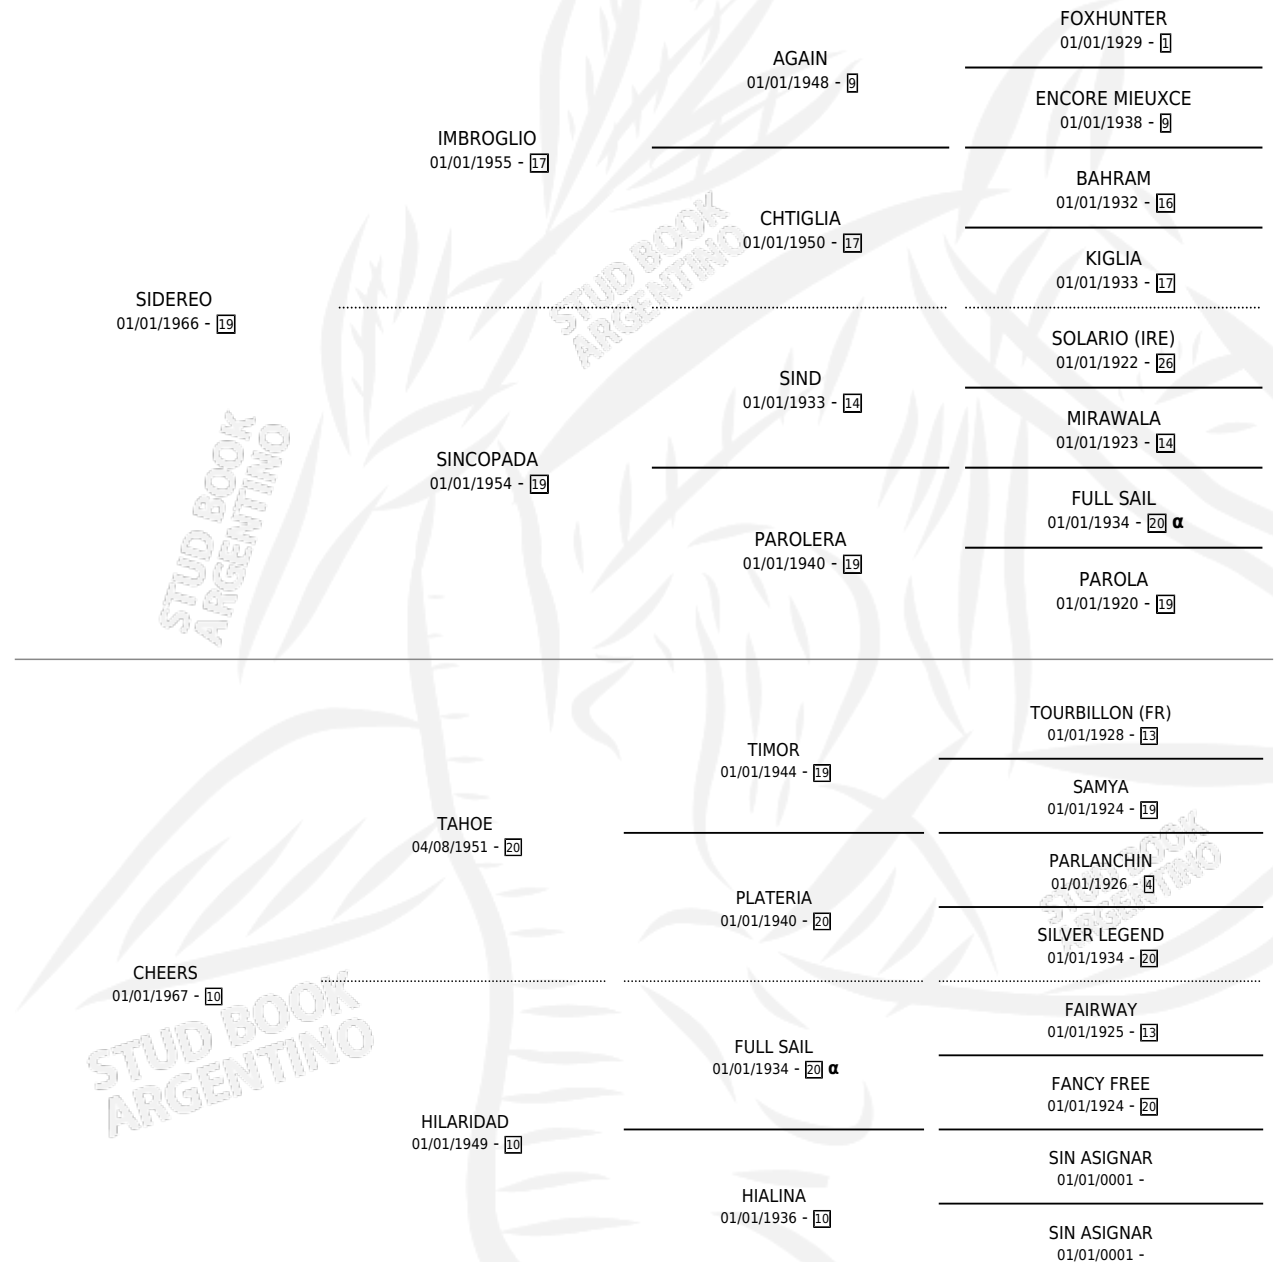 FOXHUNTER
01/01/1929 - 1
AGAIN
01/01/1948 - 9
ENCORE MIEUXCE
01/01/1938 - 9
IMBROGLIO
01/01/1955 - 17
BAHRAM
01/01/1932 - 16
CHTIGLIA
01/01/1950 - 17
KIGLIA
01/01/1933 - 17
STUD BOOK
ARGENTINO
SIDEREO
01/01/1966 - 19
SOLARIO (IRE)
01/01/1922 - 26
SIND
01/01/1933 - 14
MIRAWALA
01/01/1923 - 14
SINCOPADA
01/01/1954 - 19
FULL SAIL
01/01/1934 - 20 α
PAROLERA
01/01/1940 - 19
PAROLA
01/01/1920 - 19
STUD BOOK
ARGENTINO
TOURBILLON (FR)
01/01/1928 - 13
TIMOR
01/01/1944 - 19
SAMYA
01/01/1924 - 19
TAHOE
04/08/1951 - 20
PARLANCHIN
01/01/1926 - 4
PLATERIA
01/01/1940 - 20
SILVER LEGEND
01/01/1934 - 20
STUD BOOK
ARGENTINO
CHEERS
01/01/1967 - 10
FAIRWAY
01/01/1925 - 13
FULL SAIL
01/01/1934 - 20 α
FANCY FREE
01/01/1924 - 20
STUD BOOK
ARGENTINO
HILARIDAD
01/01/1949 - 10
SIN ASIGNAR
01/01/0001 -
HIALINA
01/01/1936 - 10
SIN ASIGNAR
01/01/0001 -